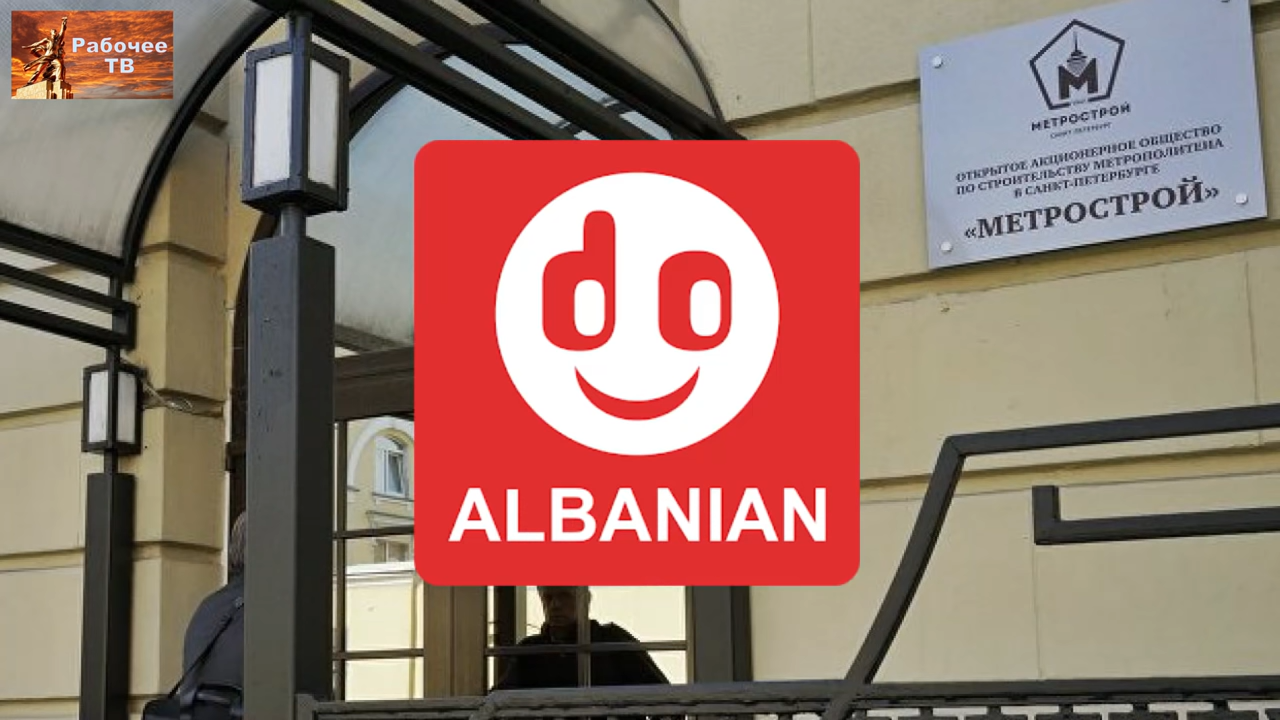 Рабочее
ТВ
МЕТРОСТРОЙ
САНКТ-ПЕТЕРБУРГ
ОТКРЫТОЕ АКЦИОНЕРНОЕ ОБЩЕСТВО
ПО СТРОИТЕЛЬСТВУ МЕТРОПОЛИТЕНА
В САНКТ-ПЕТЕРБУРГЕ
«МЕТРОСТРОЙ»
do
ALBANIAN